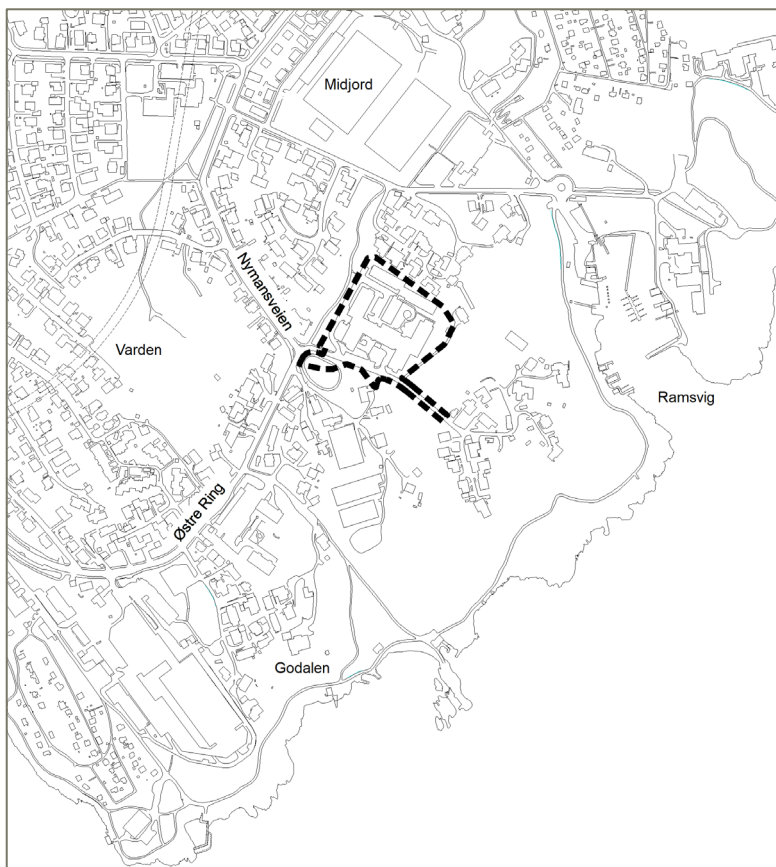 Midjord
Nymansveien
Varden
Ramsvig
Østre Ring
Godalen